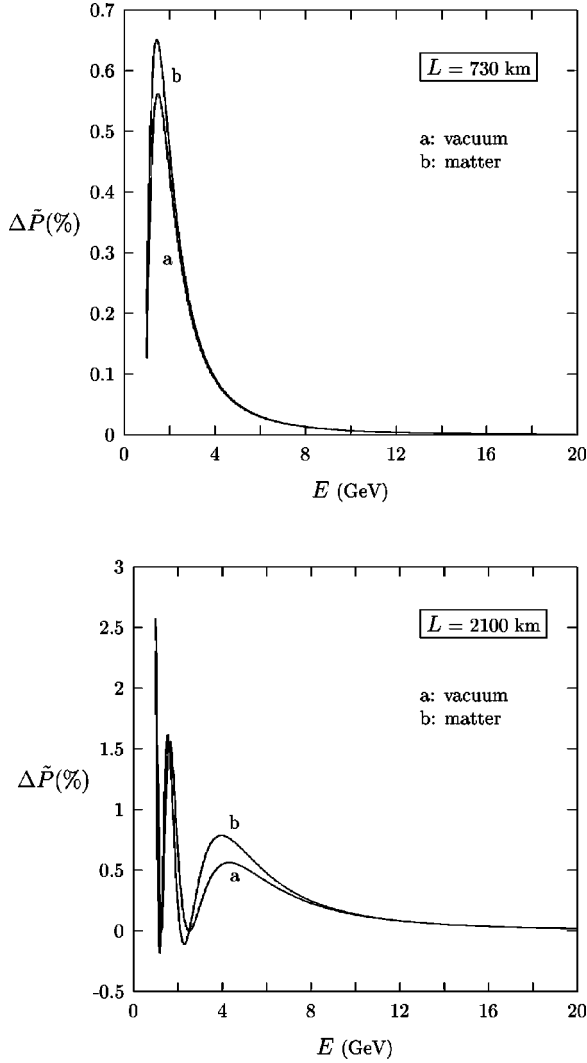 0.7
L = 730 km
0.6
b
0.5
a: vacuum
b: matter
0.4
ΔP̃(%)
0.3
a
0.2
0.1
0
0 4 8 12 16 20
E (GeV)
3
L = 2100 km
2.5
2
a: vacuum
b: matter
1.5
ΔP̃(%)
1
b
0.5
a
0
-0.5
0 4 8 12 16 20
E (GeV)